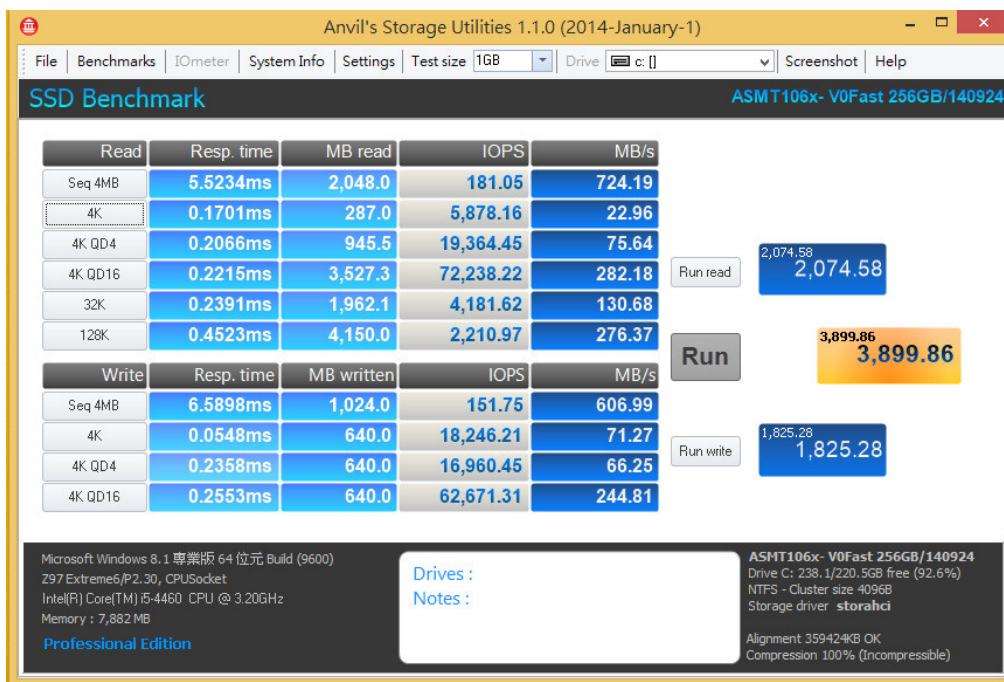 Anvil's Storage Utilities 1.1.0 (2014-January-1)
File Benchmarks IOmeter System Info Settings Test size 1GB Drive c: [] Screenshot Help
SSD Benchmark ASMT106x- V0Fast 256GB/140924
Read Resp. time MB read IOPS MB/s
Seq 4MB 5.5234ms 2,048.0 181.05 724.19
4K 0.1701ms 287.0 5,878.16 22.96
4K QD4 0.2066ms 945.5 19,364.45 75.64
4K QD16 0.2215ms 3,527.3 72,238.22 282.18
32K 0.2391ms 1,962.1 4,181.62 130.68
128K 0.4523ms 4,150.0 2,210.97 276.37
Run read
2,074.58
2,074.58
Run
3,899.86
3,899.86
Write Resp. time MB written IOPS MB/s
Seq 4MB 6.5898ms 1,024.0 151.75 606.99
4K 0.0548ms 640.0 18,246.21 71.27
4K QD4 0.2358ms 640.0 16,960.45 66.25
4K QD16 0.2553ms 640.0 62,671.31 244.81
Run write
1,825.28
1,825.28
Microsoft Windows 8.1 專業版 64 位元 Build (9600)
Z97 Extreme6/P2.30, CPUSocket
Intel(R) Core(TM) i5-4460 CPU @ 3.20GHz
Memory : 7,882 MB
Professional Edition
Drives :
Notes :
ASMT106x- V0Fast 256GB/140924
Drive C: 238.1/220.5GB free (92.6%)
NTFS - Cluster size 4096B
Storage driver storahci
Alignment 359424KB OK
Compression 100% (Incompressible)